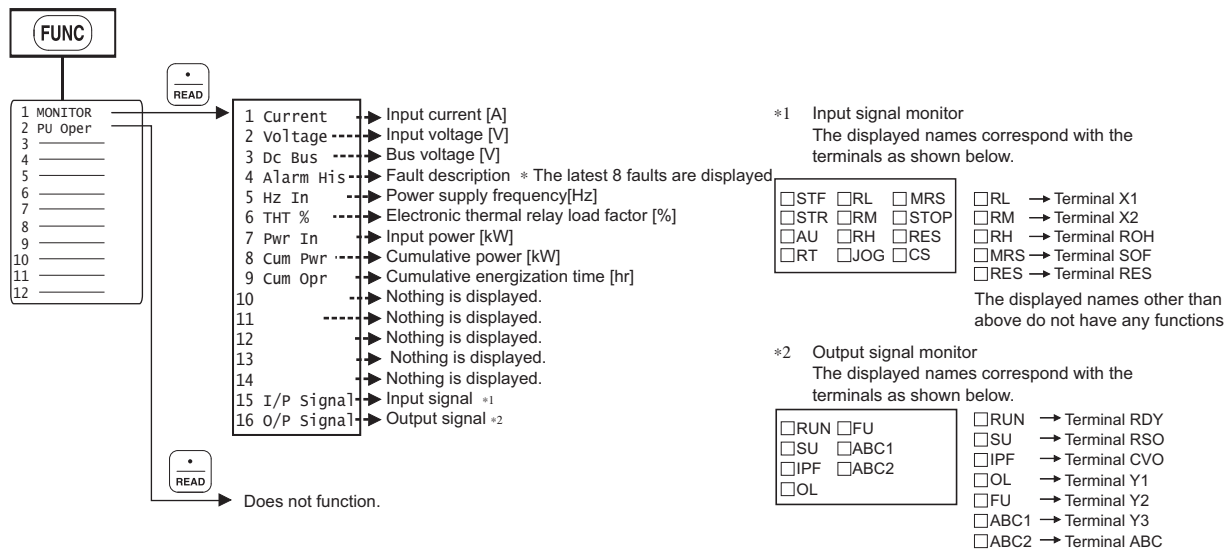 FUNC
•
READ
1 MONITOR
2 PU Oper
3
4
5
6
7
8
9
10
11
12
1 Current Input current [A]
2 Voltage Input voltage [V]
3 Dc Bus Bus voltage [V]
4 Alarm His Fault description * The latest 8 faults are displayed
5 Hz In Power supply frequency[Hz]
6 THT % Electronic thermal relay load factor [%]
7 Pwr In Input power [kW]
8 Cum Pwr Cumulative power [kW]
9 Cum Opr Cumulative energization time [hr]
10 Nothing is displayed.
11 Nothing is displayed.
12 Nothing is displayed.
13 Nothing is displayed.
14 Nothing is displayed.
15 I/P Signal Input signal *1
16 O/P Signal Output signal *2
•
READ
Does not function.
*1 Input signal monitor
The displayed names correspond with the
terminals as shown below.
□STF □RL □MRS
□STR □RM □STOP
□AU □RH □RES
□RT □JOG □CS
□RL → Terminal X1
□RM → Terminal X2
□RH → Terminal ROH
□MRS → Terminal SOF
□RES → Terminal RES
The displayed names other than
above do not have any functions
*2 Output signal monitor
The displayed names correspond with the
terminals as shown below.
□RUN □FU
□SU □ABC1
□IPF □ABC2
□OL
□RUN → Terminal RDY
□SU → Terminal RSO
□IPF → Terminal CVO
□OL → Terminal Y1
□FU → Terminal Y2
□ABC1 → Terminal Y3
□ABC2 → Terminal ABC